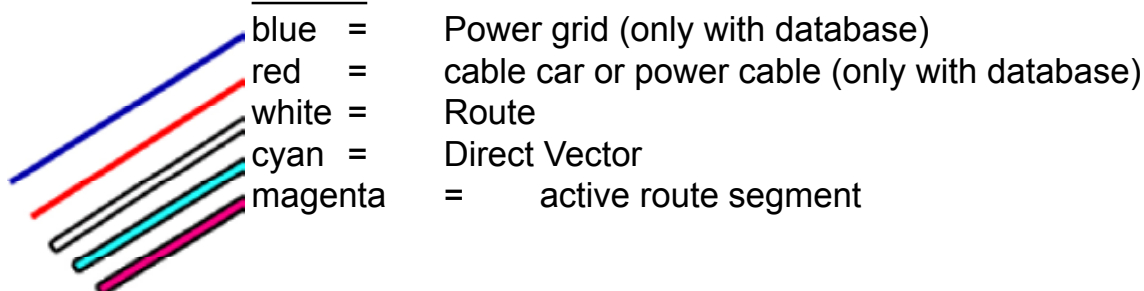 blue = Power grid (only with database)
red = cable car or power cable (only with database)
white = Route
cyan = Direct Vector
magenta = active route segment